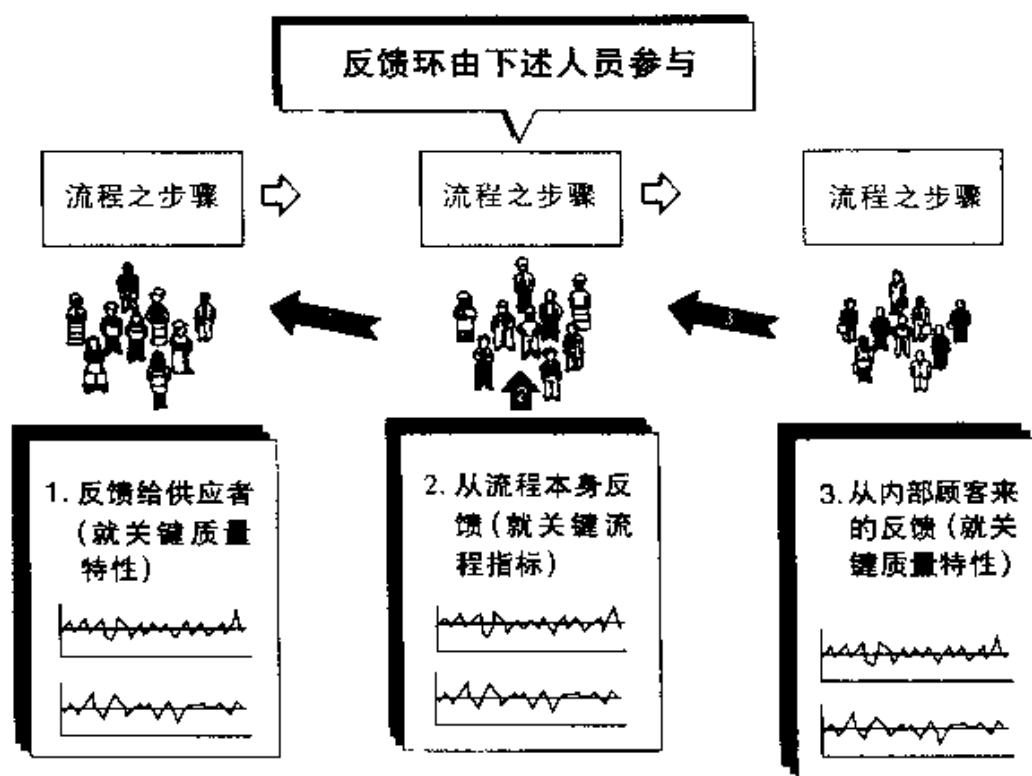 反馈环由下述人员参与
流程之步骤
流程之步骤
流程之步骤
3
2
1. 反馈给供应者
(就关键质量
特性)
2. 从流程本身反
馈(就关键流
程指标)
3. 从内部顾客来
的反馈(就关
键质量特性)